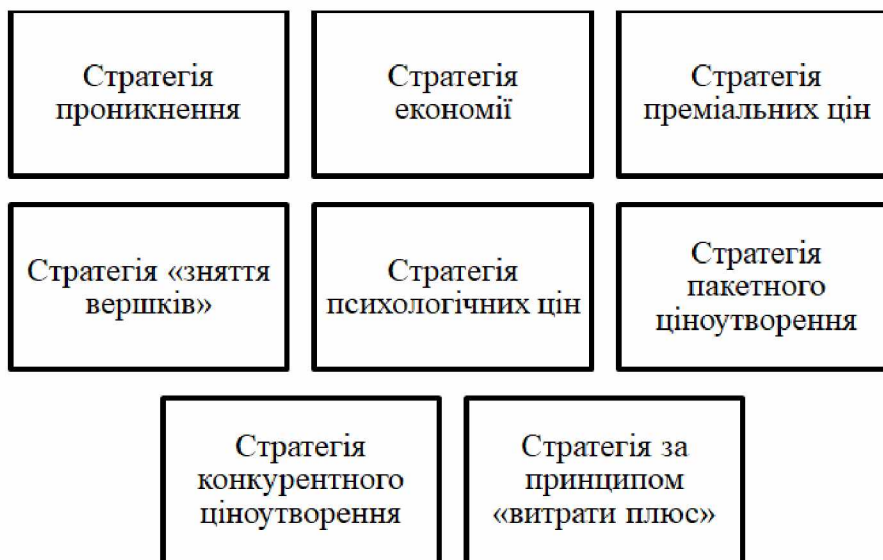 Стратегія
проникнення
Стратегія
економії
Стратегія
преміальних цін
Стратегія «зняття
вершків»
Стратегія
психологічних цін
Стратегія
пакетного
ціноутворення
Стратегія
конкурентного
ціноутворення
Стратегія за
принципом
«витрати плюс»